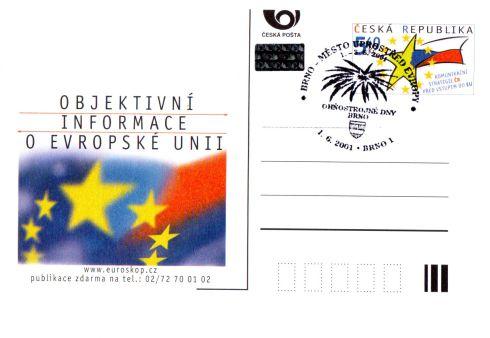 OBJEKTIVNÍ
INFORMACE
O EVROPSKÉ UNII
www.euroskop.cz
publikace zdarma na tel.: 02/72 70 01 02
ČESKÁ POŠTA
ČESKÁ REPUBLIKA
5,40
KOMUNIKAČNÍ
STRATEGIE ČR
PŘED VSTUPEM DO EU
BRNO - MĚSTO UPROSTŘED EVROPY
OHŇOSTROJNÉ DNY
BRNO
1. 6. 2001 • BRNO 1